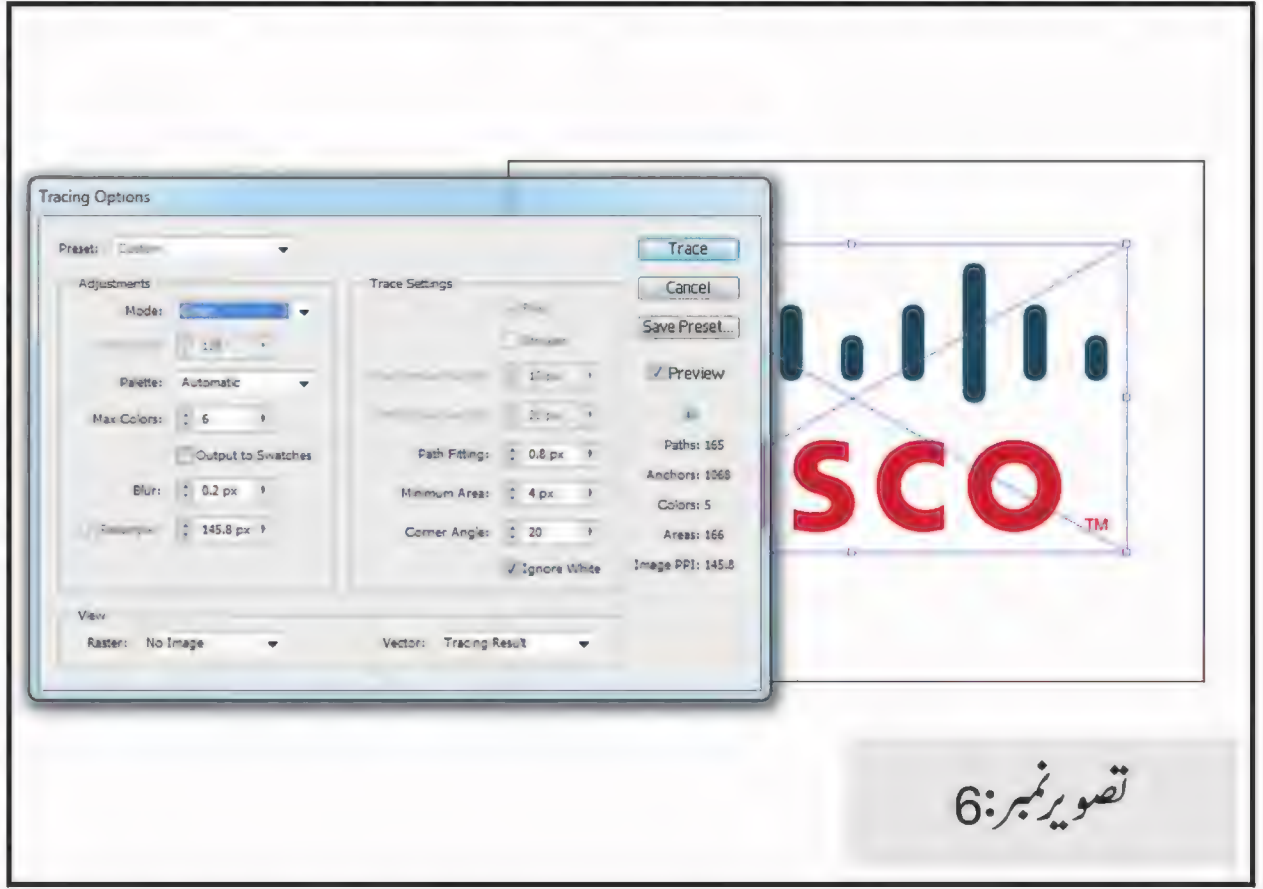 Tracing Options
Preset: Custom
Adjustments
Mode:
Palette: Automatic
Max Colors: 6
Output to Swatches
Blur: 0.2 px
Resample: 145.8 px
Trace Settings
Path Fitting: 0.8 px
Minimum Area: 4 px
Corner Angle: 20
Ignore White
View
Raster: No Image
Vector: Tracing Result
Trace
Cancel
Save Preset...
Preview
Paths: 165
Anchors: 1068
Colors: 5
Areas: 166
Image PPI: 145.8
SCO TM
تصویر نمبر:6